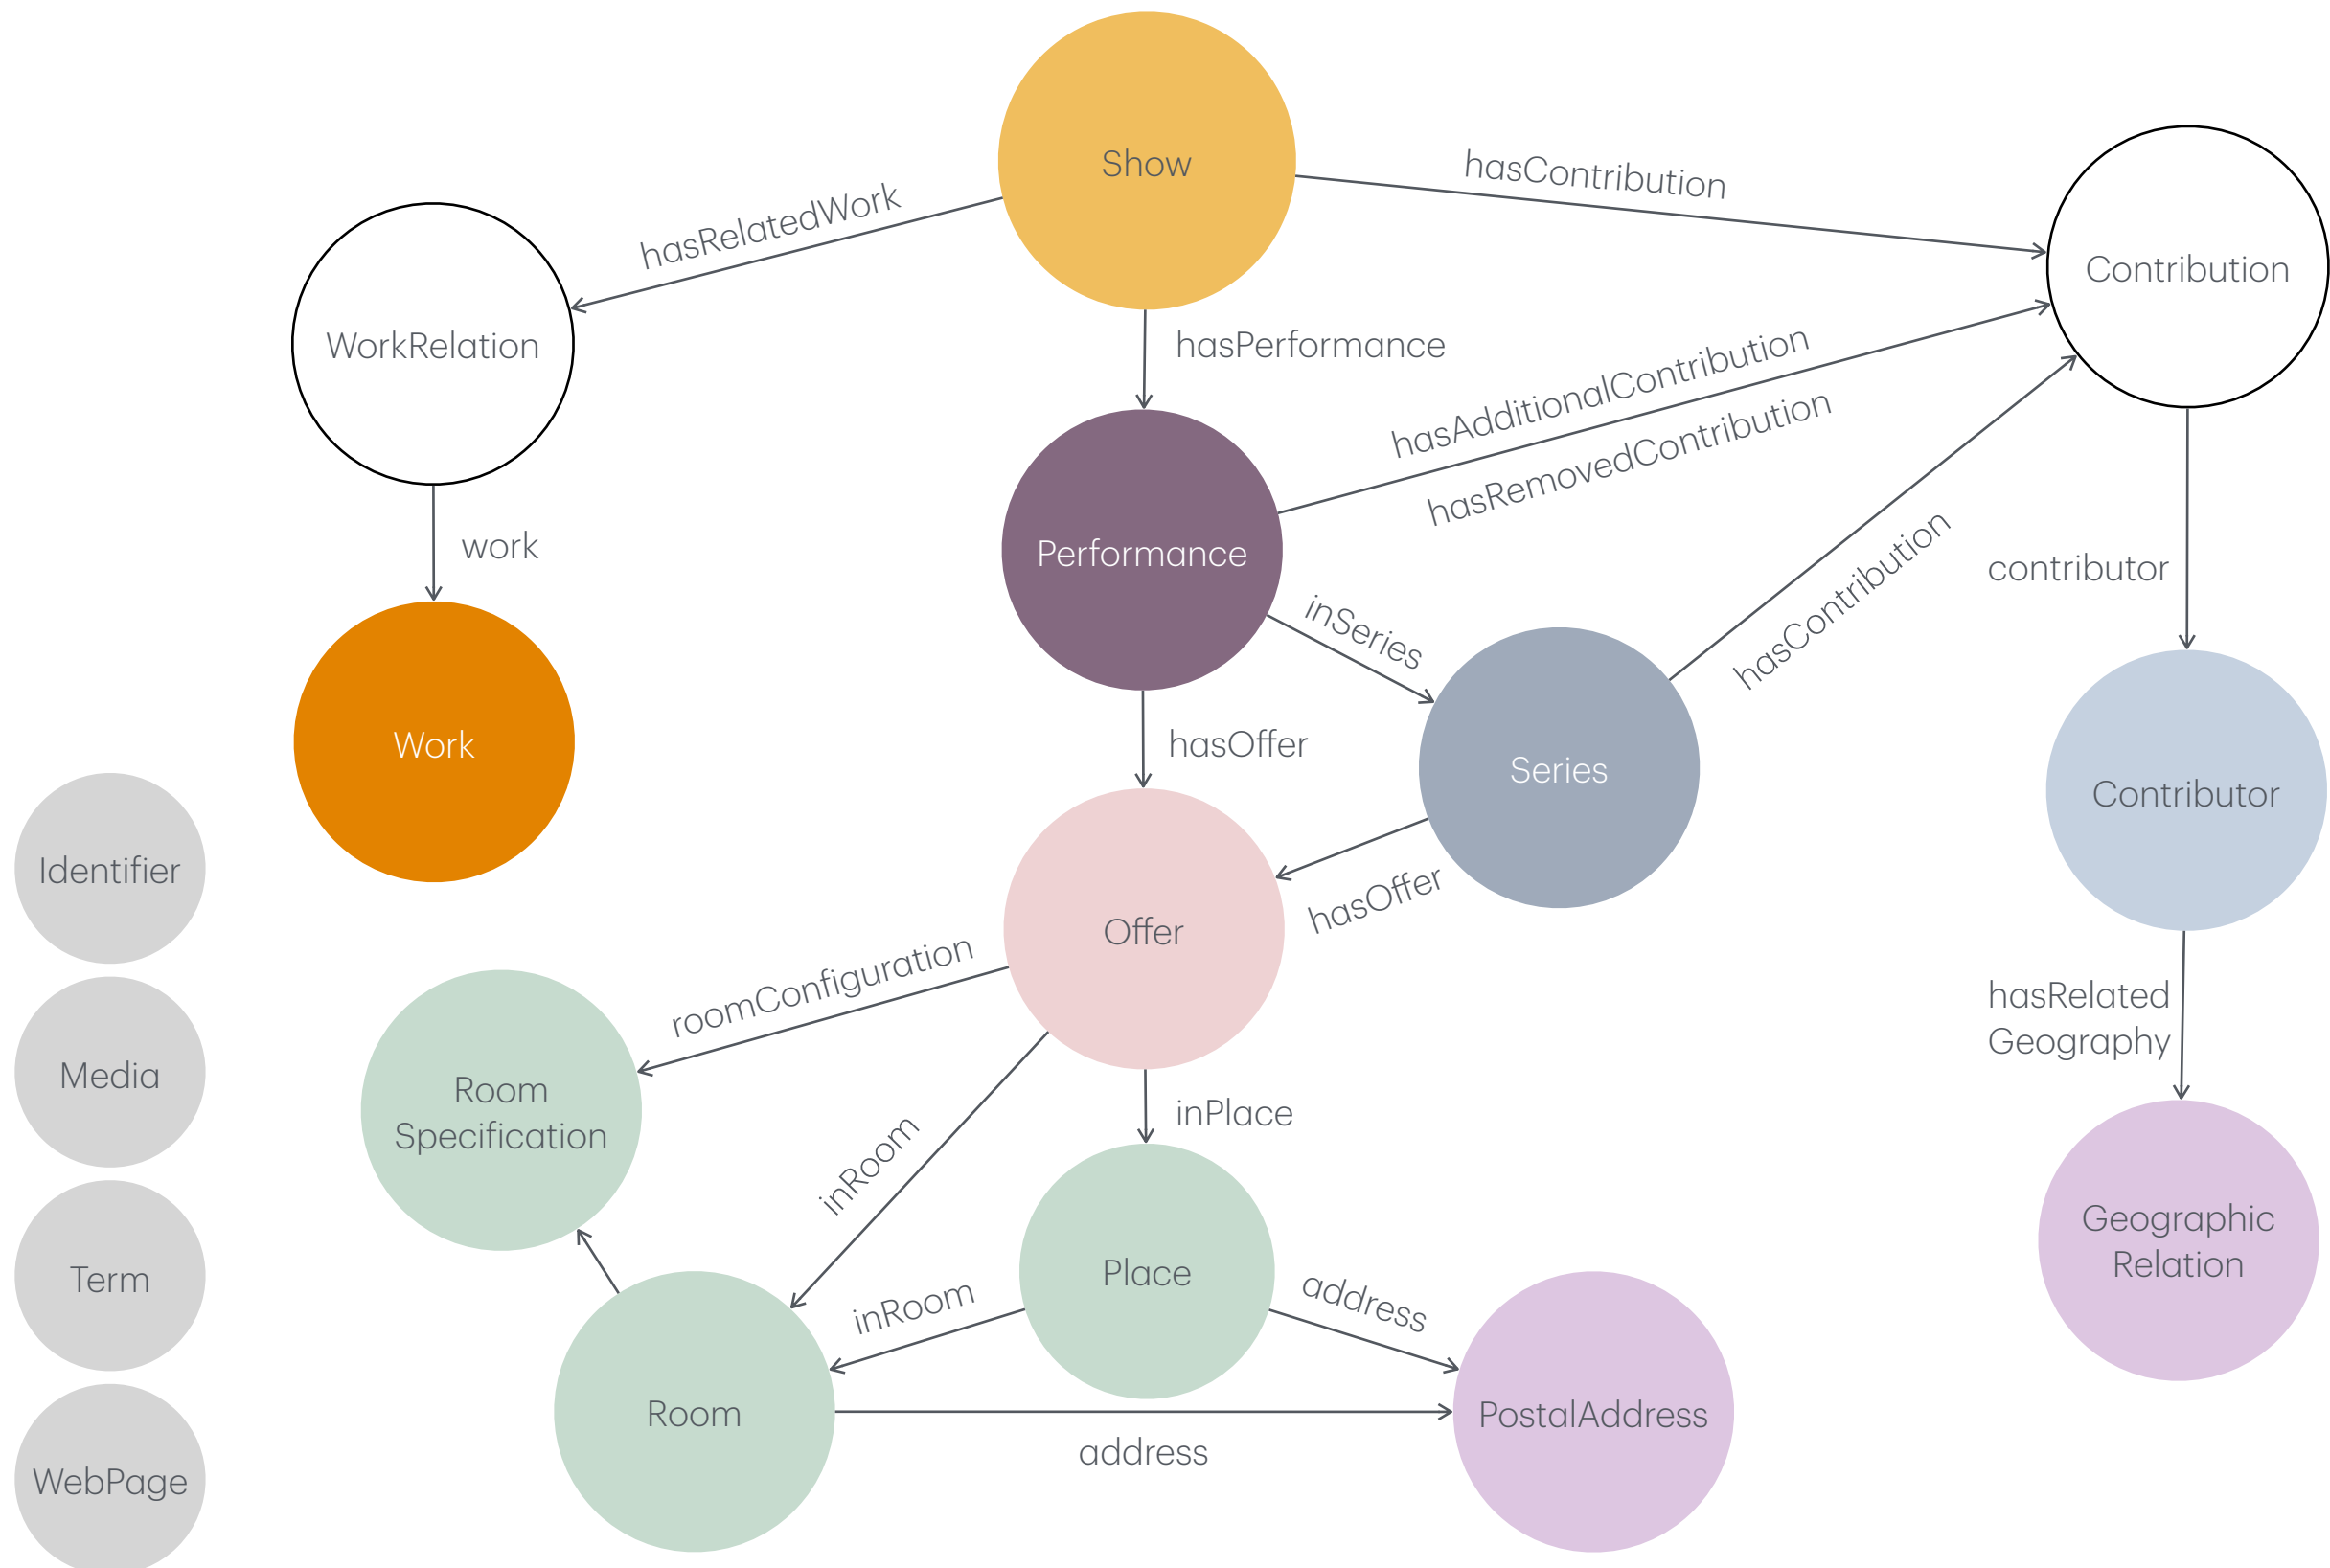 Show
hasContribution
Contribution
hasRelatedWork
WorkRelation
hasPerformance
hasAdditionalContribution
hasRemovedContribution
work
Performance
inSeries
hasContribution
contributor
Work
hasOffer
Series
Contributor
Identifier
Offer
hasOffer
roomConfiguration
hasRelated
Geography
Media
Room
Specification
inRoom
inPlace
Geographic
Relation
Term
Place
inRoom
address
Room
PostalAddress
address
WebPage